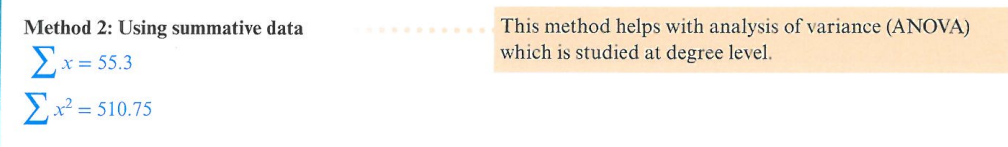 Method 2: Using summative data
∑ x = 55.3
∑ x² = 510.75
This method helps with analysis of variance (ANOVA)
which is studied at degree level.